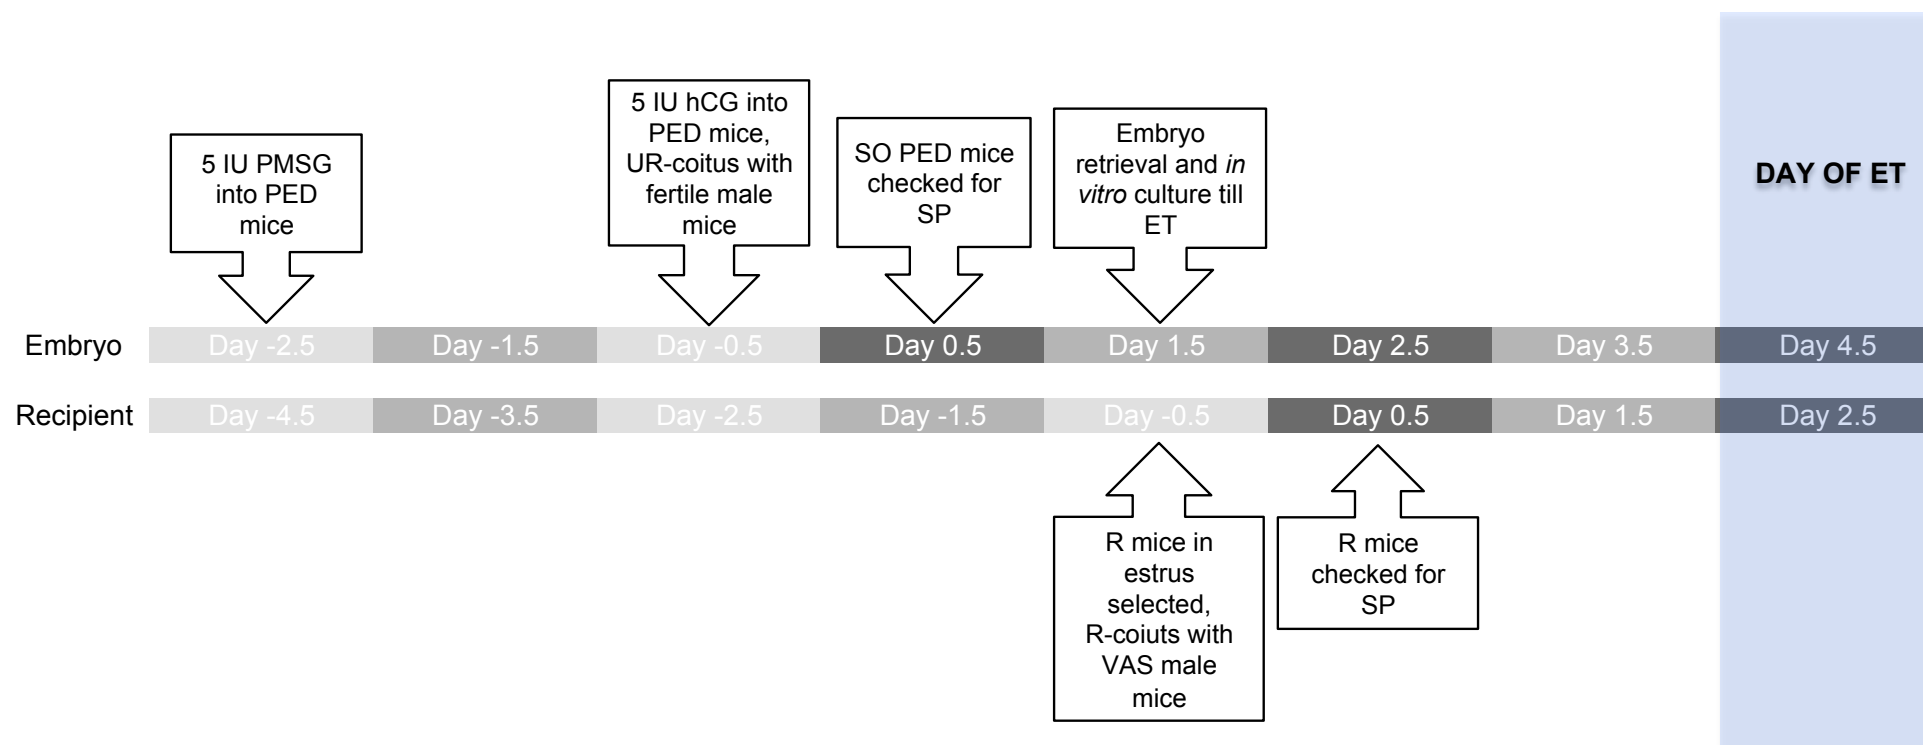 5 IU PMSG
into PED
mice
5 IU hCG into
PED mice,
UR-coitus with
fertile male
mice
SO PED mice
checked for
SP
Embryo
retrieval and in
vitro culture till
ET
DAY OF ET
Embryo
Day -2.5
Day -1.5
Day -0.5
Day 0.5
Day 1.5
Day 2.5
Day 3.5
Day 4.5
Recipient
Day -4.5
Day -3.5
Day -2.5
Day -1.5
Day -0.5
Day 0.5
Day 1.5
Day 2.5
R mice in
estrus
selected,
R-coiuts with
VAS male
mice
R mice
checked for
SP